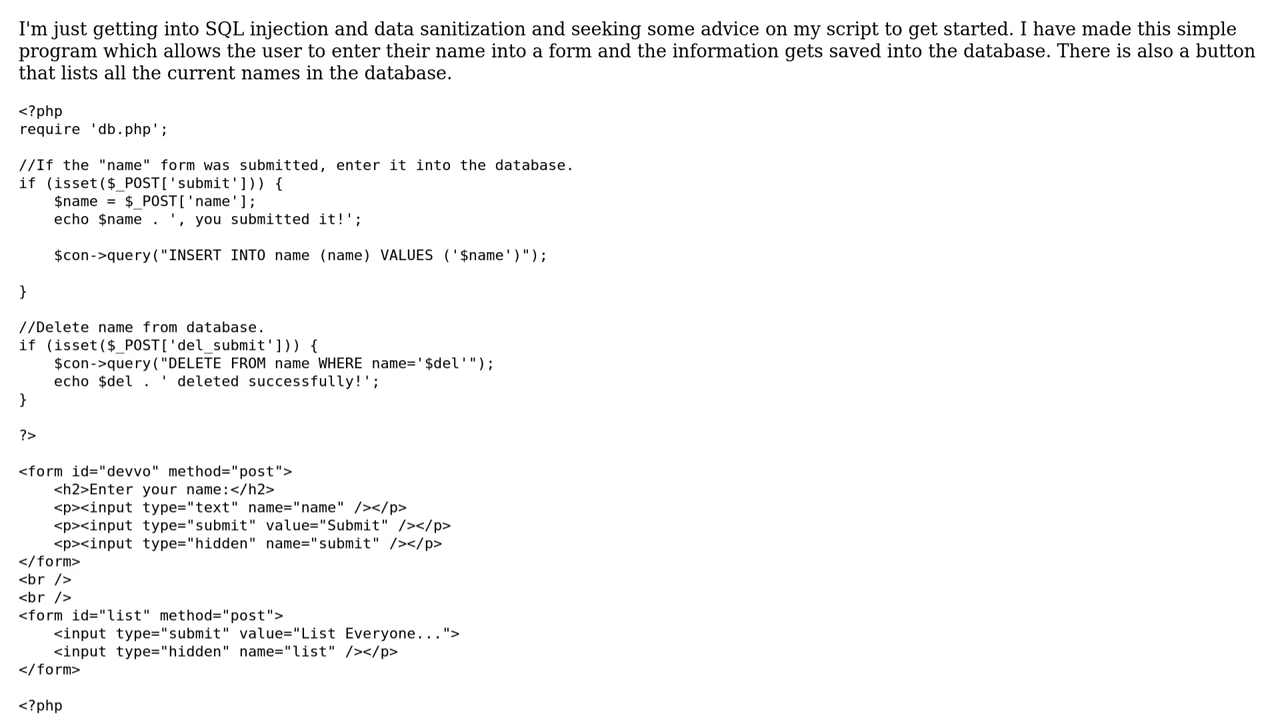 I'm just getting into SQL injection and data sanitization and seeking some advice on my script to get started. I have made this simple
program which allows the user to enter their name into a form and the information gets saved into the database. There is also a button
that lists all the current names in the database.
<?php
require 'db.php';
//If the "name" form was submitted, enter it into the database.
if (isset($_POST['submit'])) {
    $name = $_POST['name'];
    echo $name . ', you submitted it!';
    $con->query("INSERT INTO name (name) VALUES ('$name')");
}
//Delete name from database.
if (isset($_POST['del_submit'])) {
    $con->query("DELETE FROM name WHERE name='$del'");
    echo $del . ' deleted successfully!';
}
?>
<form id="devvo" method="post">
    <h2>Enter your name:</h2>
    <p><input type="text" name="name" /></p>
    <p><input type="submit" value="Submit" /></p>
    <p><input type="hidden" name="submit" /></p>
</form>
<br />
<br />
<form id="list" method="post">
    <input type="submit" value="List Everyone...">
    <input type="hidden" name="list" /></p>
</form>
<?php